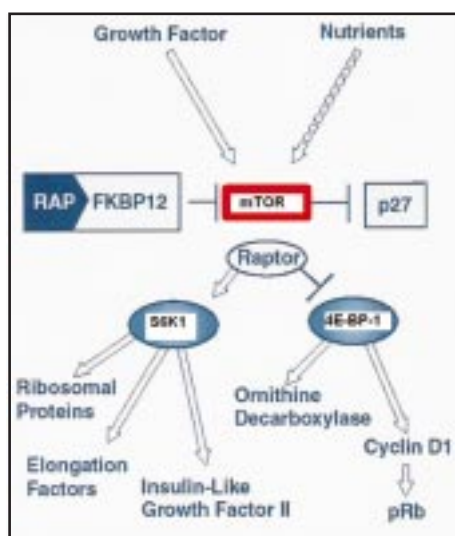 Growth Factor
Nutrients
RAP FKBP12
mTOR
p27
Raptor
S6K1
4E-BP-1
Ribosomal
Proteins
Ornithine
Decarboxylase
Elongation
Factors
Insulin-Like
Growth Factor II
Cyclin D1
pRb